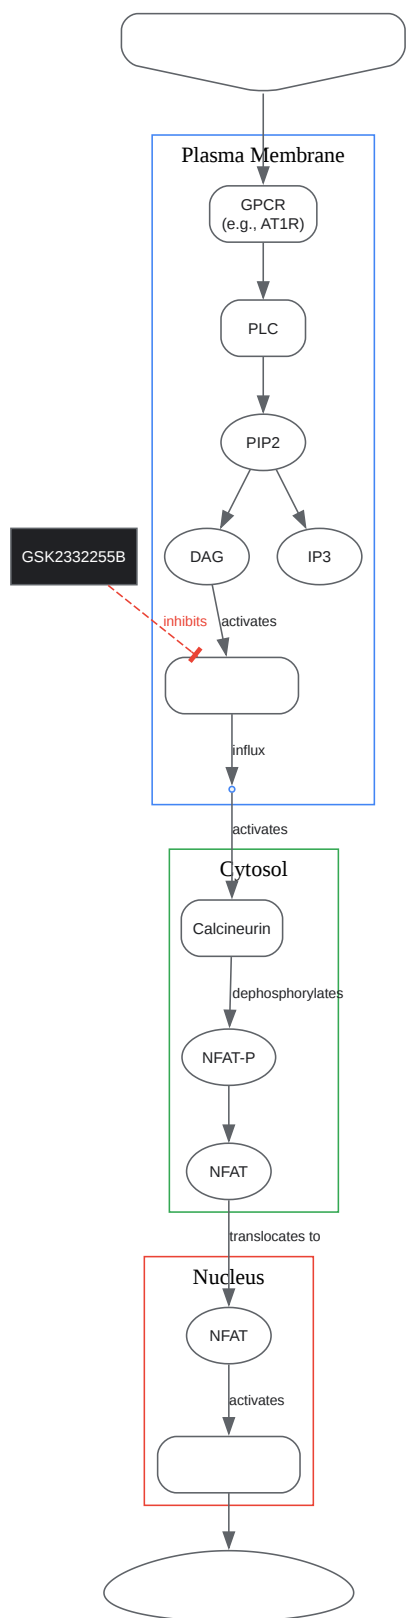 Plasma Membrane
GPCR
(e.g., AT1R)
PLC
PIP2
DAG
IP3
GSK2332255B
inhibits
activates
influx
activates
Cytosol
Calcineurin
dephosphorylates
NFAT-P
NFAT
translocates to
Nucleus
NFAT
activates